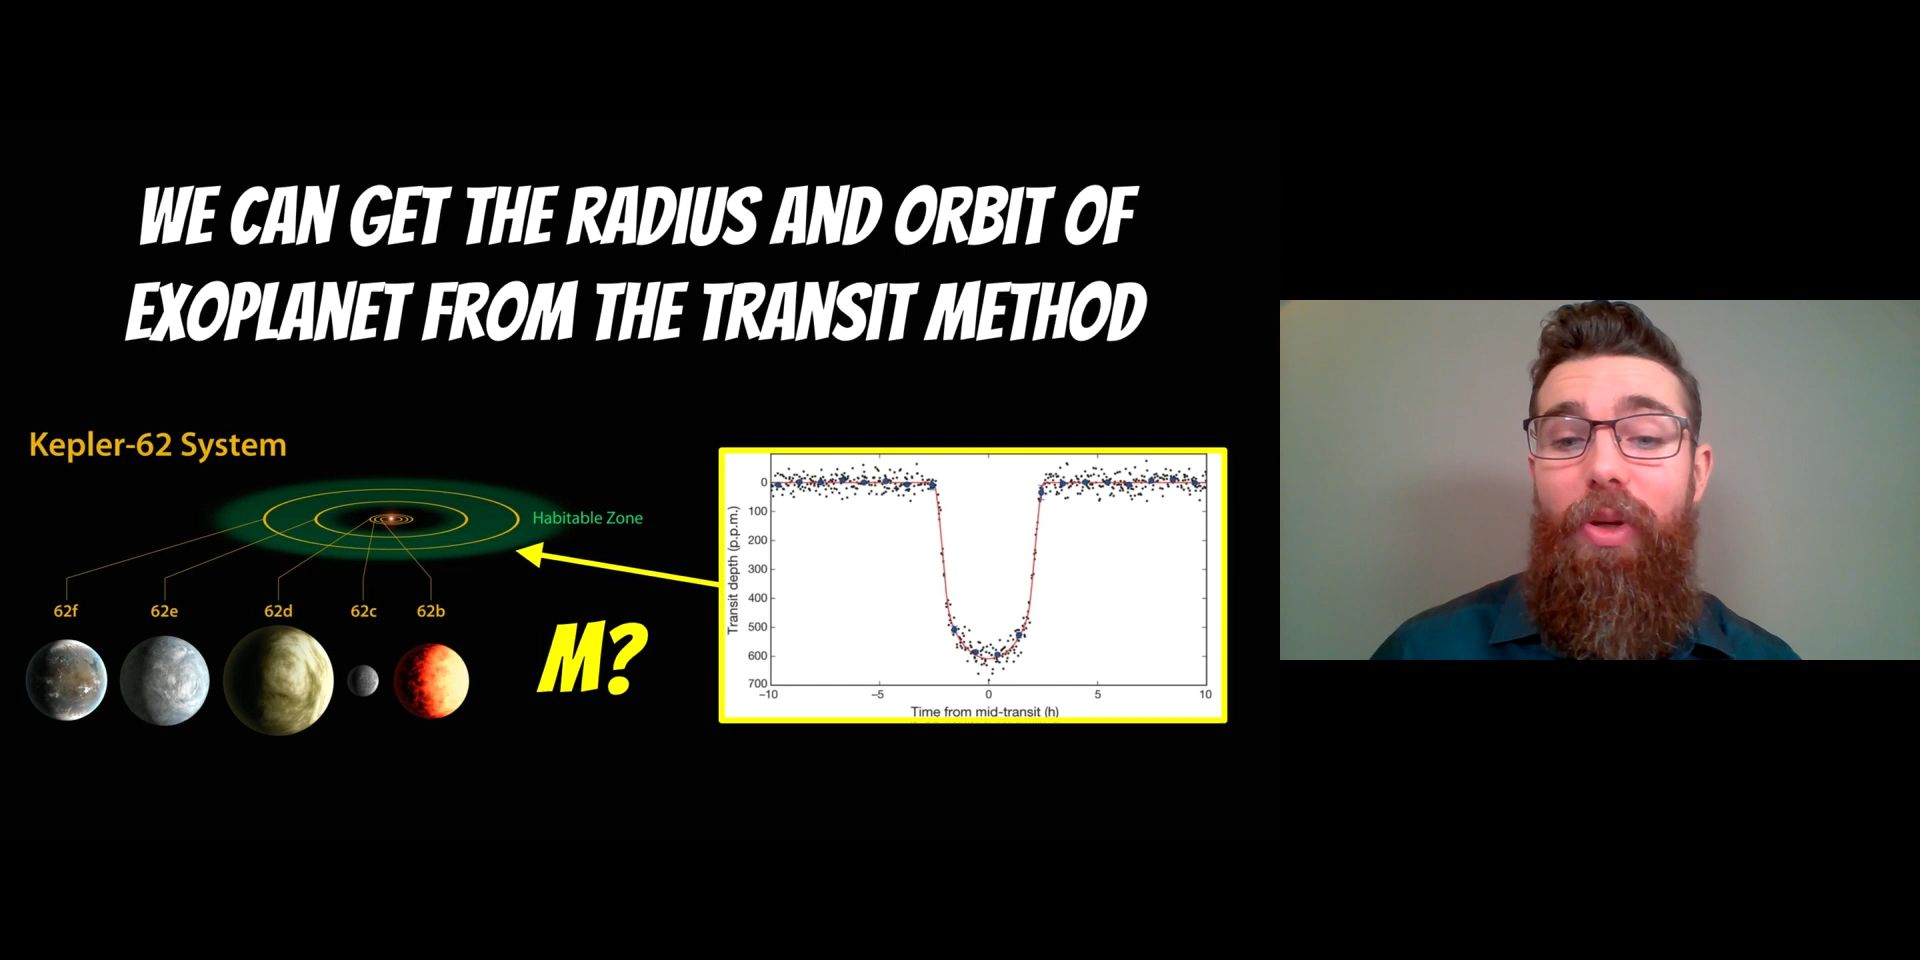 WE CAN GET THE RADIUS AND ORBIT OF
EXOPLANET FROM THE TRANSIT METHOD
Kepler-62 System
Habitable Zone
62f
62e
62d
62c
62b
M?
Transit depth (p.p.m.)
0
100
200
300
400
500
600
700
−10
−5
0
5
10
Time from mid-transit (h)